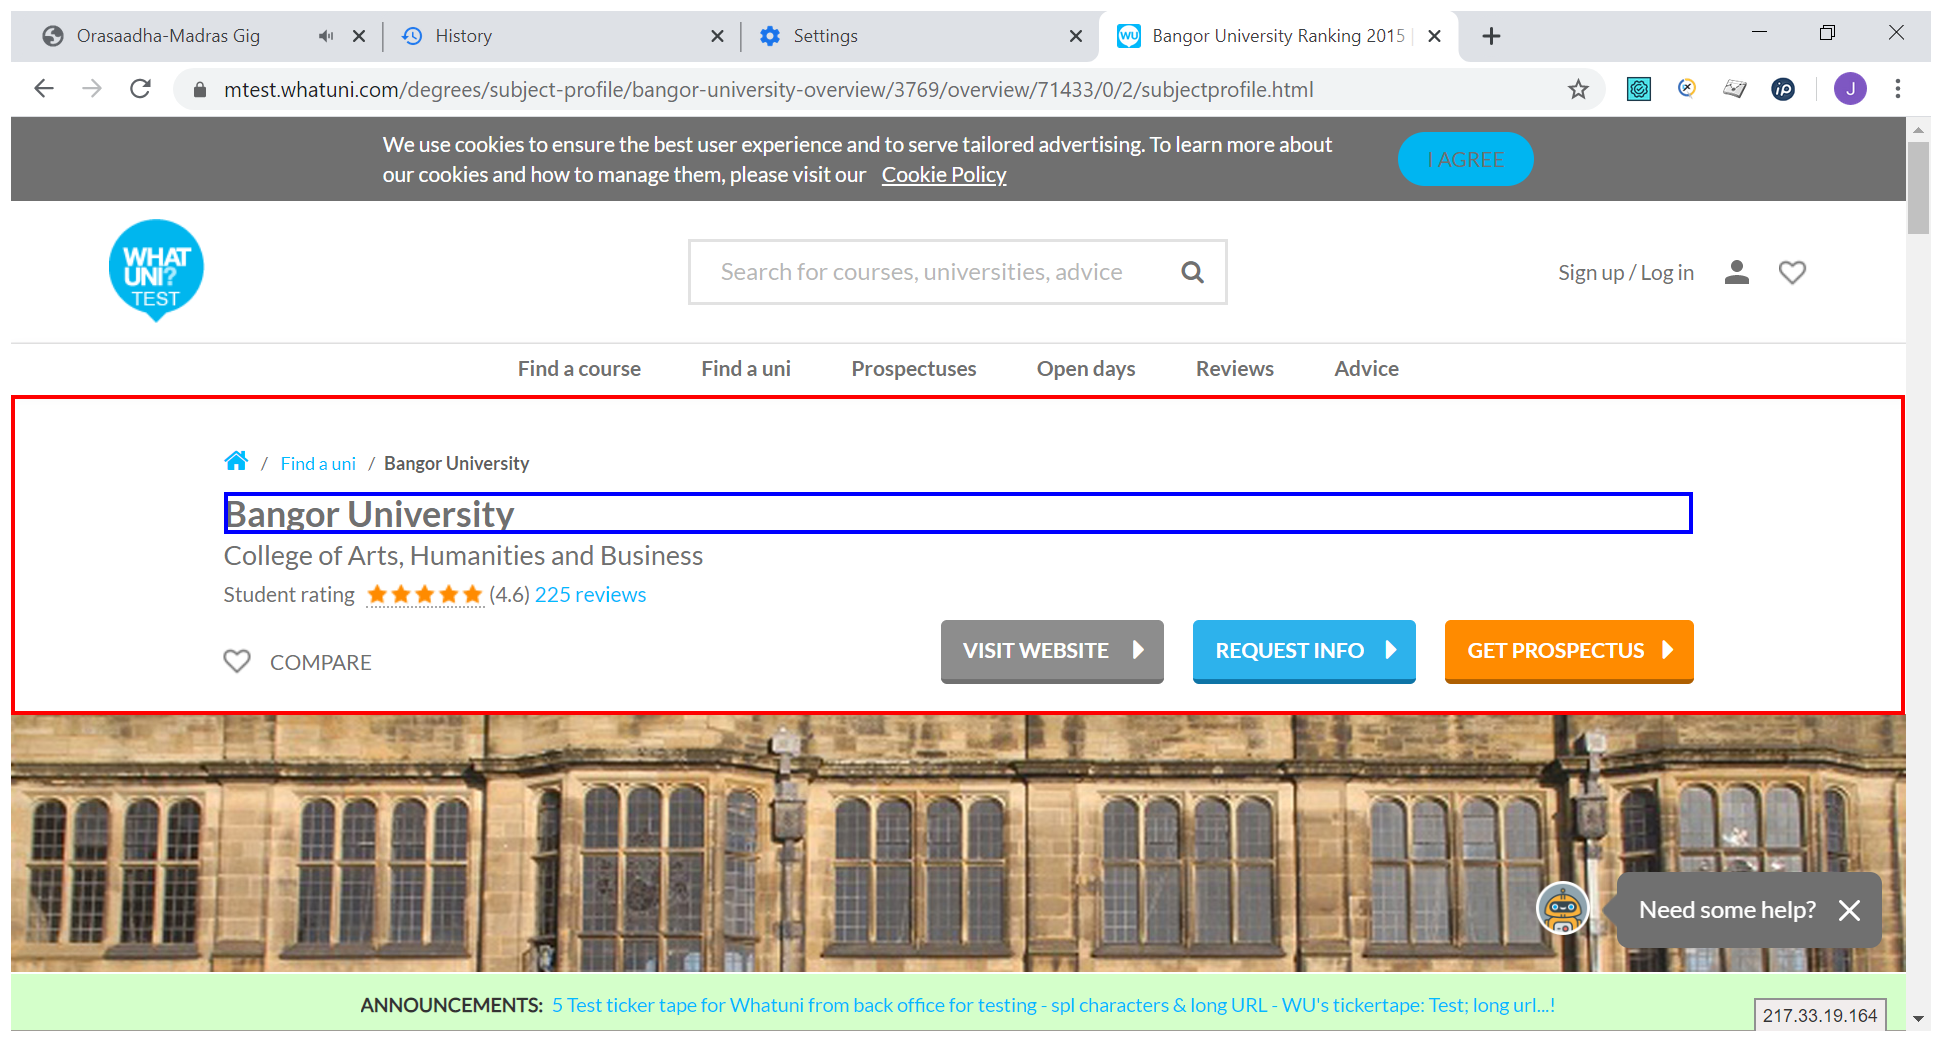 Orasaadha-Madras Gig
History
Settings
Bangor University Ranking 2015
mtest.whatuni.com/degrees/subject-profile/bangor-university-overview/3769/overview/71433/0/2/subjectprofile.html
J
We use cookies to ensure the best user experience and to serve tailored advertising. To learn more about
our cookies and how to manage them, please visit our Cookie Policy
I AGREE
WHAT
UNI?
TEST
Search for courses, universities, advice
Sign up / Log in
Find a course Find a uni Prospectuses Open days Reviews Advice
/ Find a uni / Bangor University
Bangor University
College of Arts, Humanities and Business
Student rating (4.6) 225 reviews
COMPARE
VISIT WEBSITE
REQUEST INFO
GET PROSPECTUS
Need some help?
ANNOUNCEMENTS: 5 Test ticker tape for Whatuni from back office for testing - spl characters & long URL - WU's tickertape: Test; long url...!
217.33.19.164